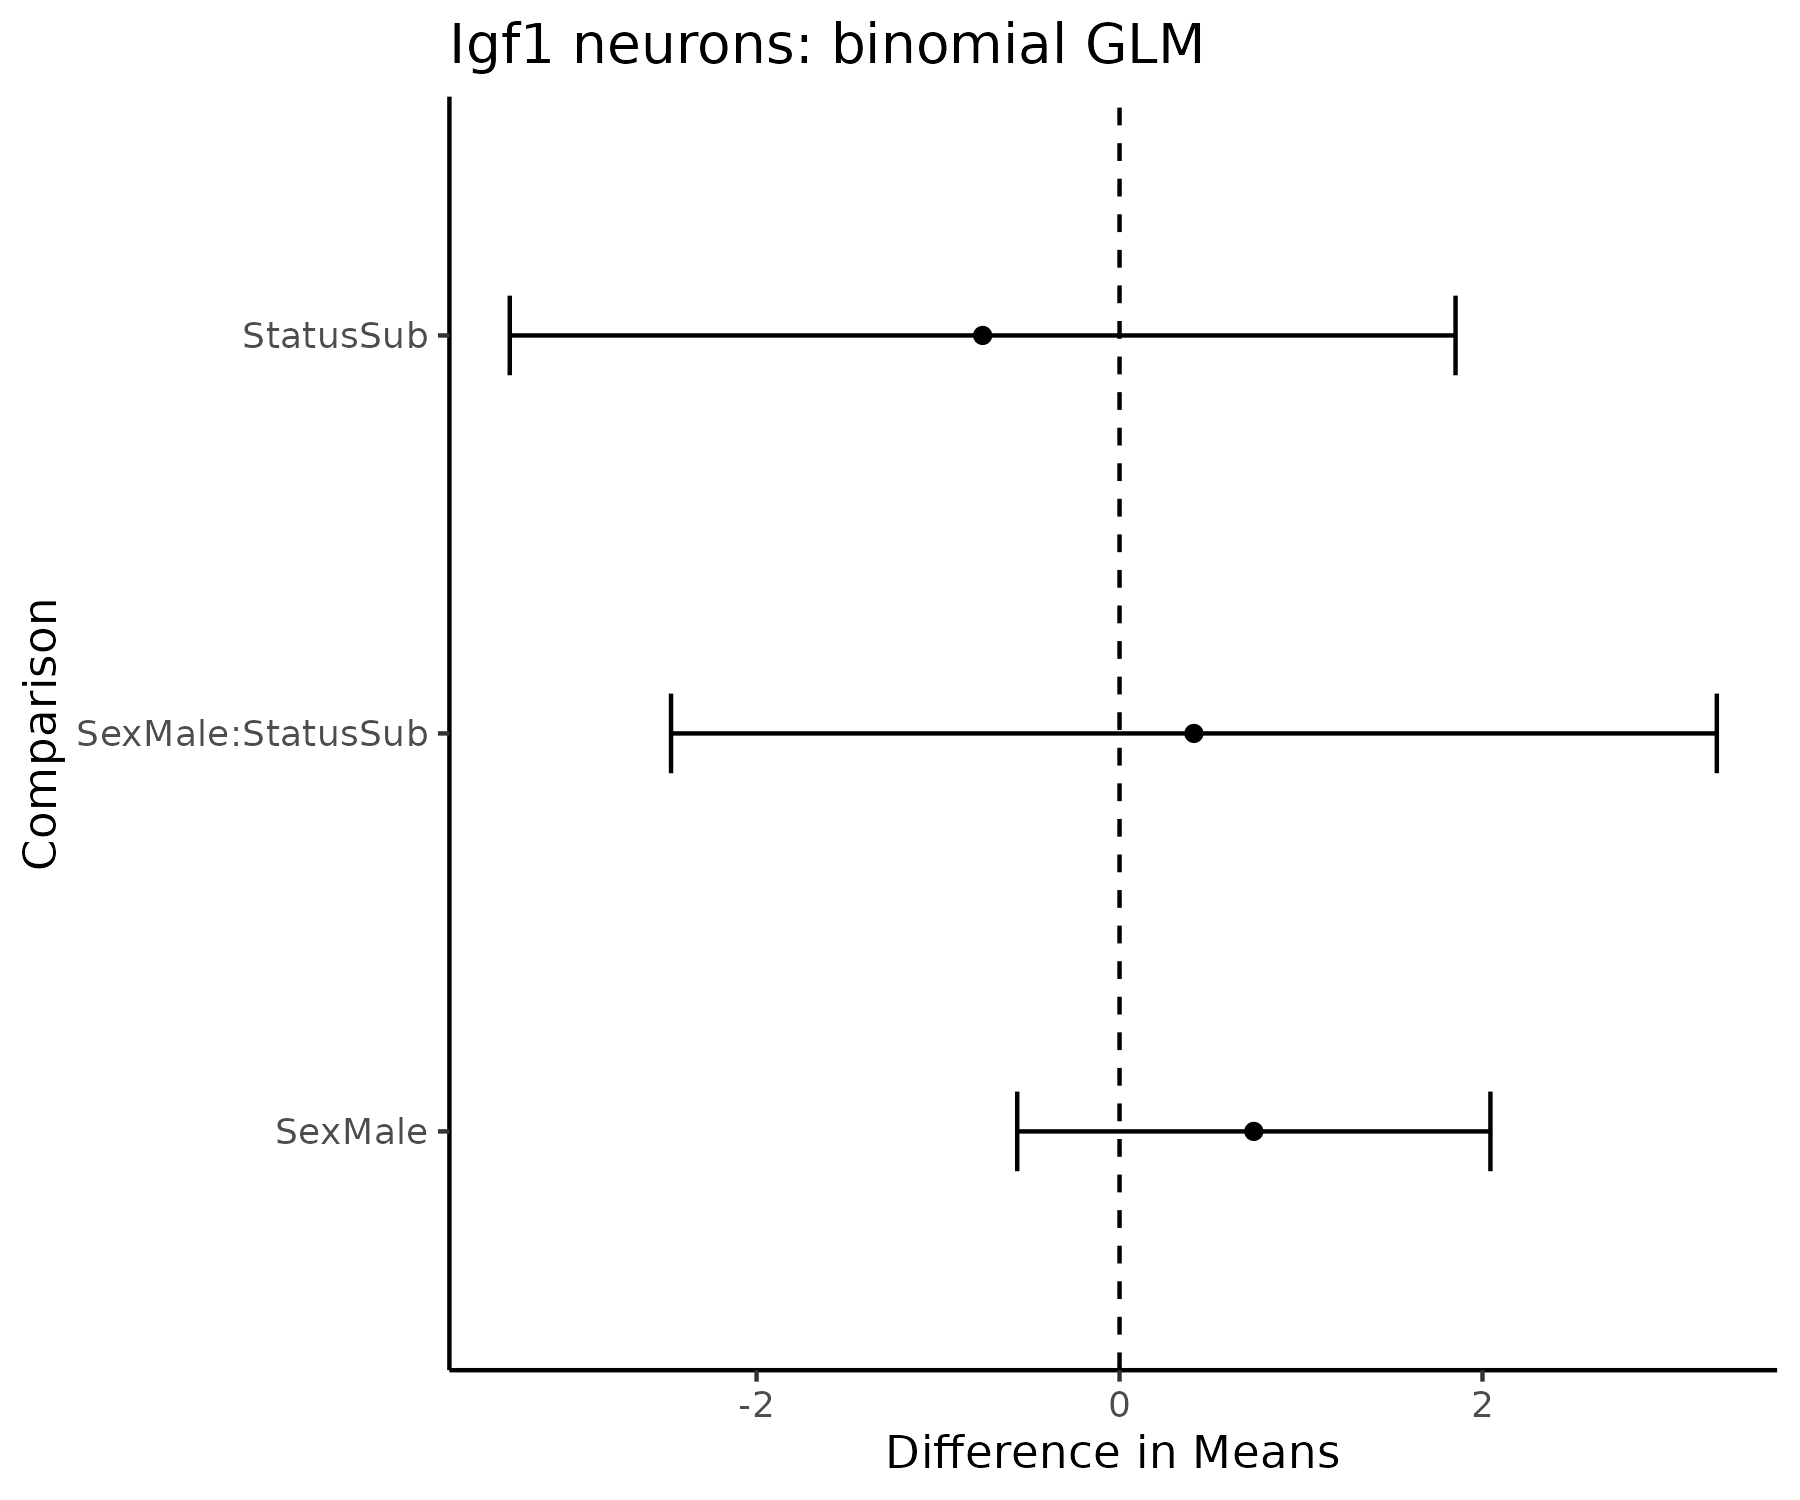 Igf1 neurons: binomial GLM
Comparison
StatusSub
SexMale:StatusSub
SexMale
-2 0 2
Difference in Means